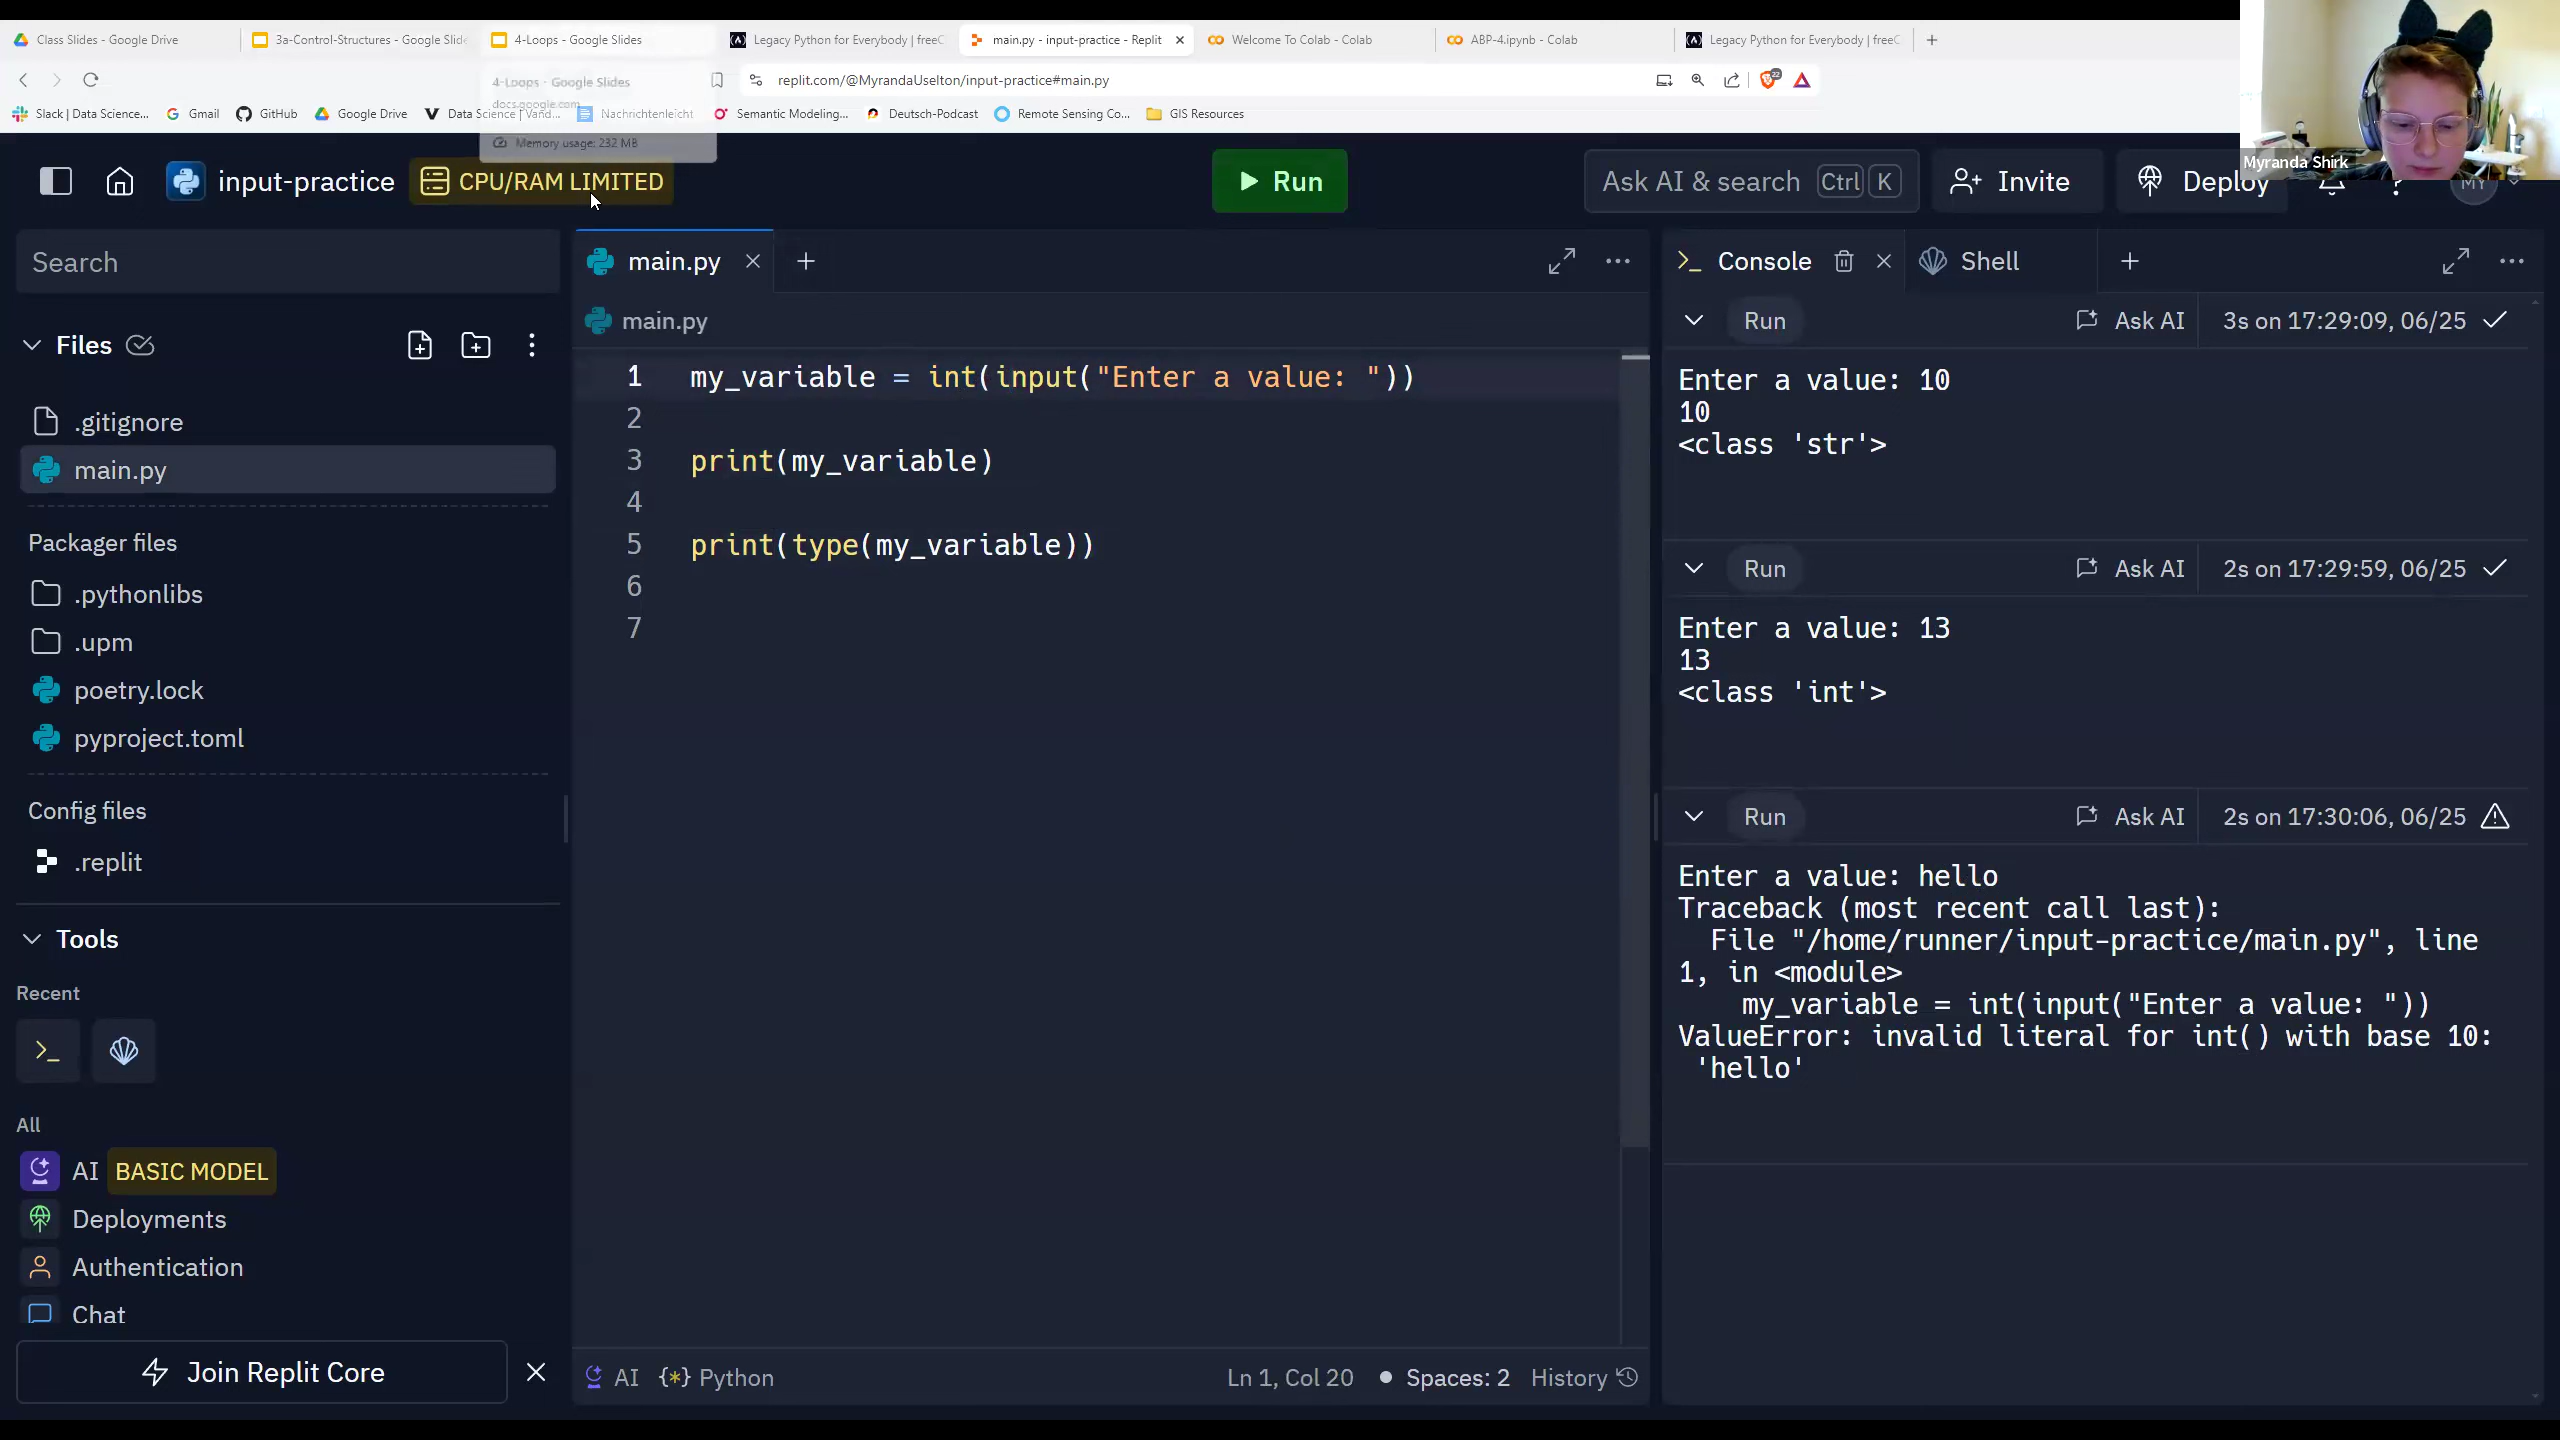 Class Slides - Google Drive
3a-Control-Structures - Google Slide
4-Loops - Google Slides
Legacy Python for Everybody | freeC
main.py - input-practice - Replit
Welcome To Colab - Colab
ABP-4.ipynb - Colab
Legacy Python for Everybody | freeC
4-Loops - Google Slides
docs.google.com
Memory usage: 232 MB
replit.com/@MyrandaUselton/input-practice#main.py
22
Slack | Data Science...
Gmail
GitHub
Google Drive
Data Science | Vand...
Nachrichtenleicht
Semantic Modeling...
Deutsch-Podcast
Remote Sensing Co...
GIS Resources
Myranda Shirk
input-practice
CPU/RAM LIMITED
Run
Ask AI & search Ctrl K
Invite
Deploy
MY
Search
Files
.gitignore
main.py
Packager files
.pythonlibs
.upm
poetry.lock
pyproject.toml
Config files
.replit
Tools
Recent
All
AI BASIC MODEL
Deployments
Authentication
Chat
Join Replit Core
main.py
main.py
1 my_variable = int(input("Enter a value: "))
2
3 print(my_variable)
4
5 print(type(my_variable))
6
7
AI
{*} Python
Ln 1, Col 20
Spaces: 2
History
Console
Shell
Run
Ask AI
3s on 17:29:09, 06/25
Enter a value: 10
10
<class 'str'>
Run
Ask AI
2s on 17:29:59, 06/25
Enter a value: 13
13
<class 'int'>
Run
Ask AI
2s on 17:30:06, 06/25
Enter a value: hello
Traceback (most recent call last):
File "/home/runner/input-practice/main.py", line
1, in <module>
my_variable = int(input("Enter a value: "))
ValueError: invalid literal for int() with base 10:
'hello'